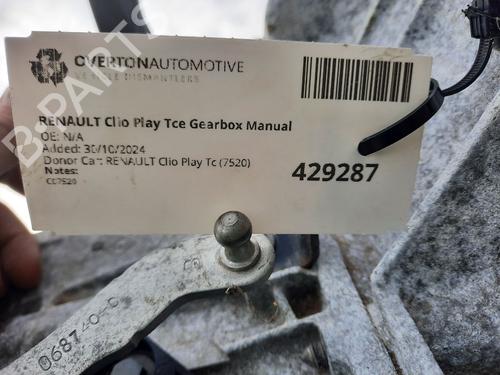 OVERTONAUTOMOTIVE
VEHICLE DISMANTLERS
RENAULT Clio Play Tce Gearbox Manual
OE: N/A
Added: 30/10/2024
Donor Car: RENAULT Clio Play Tc (7520)
Notes:
429287
B-PARTS